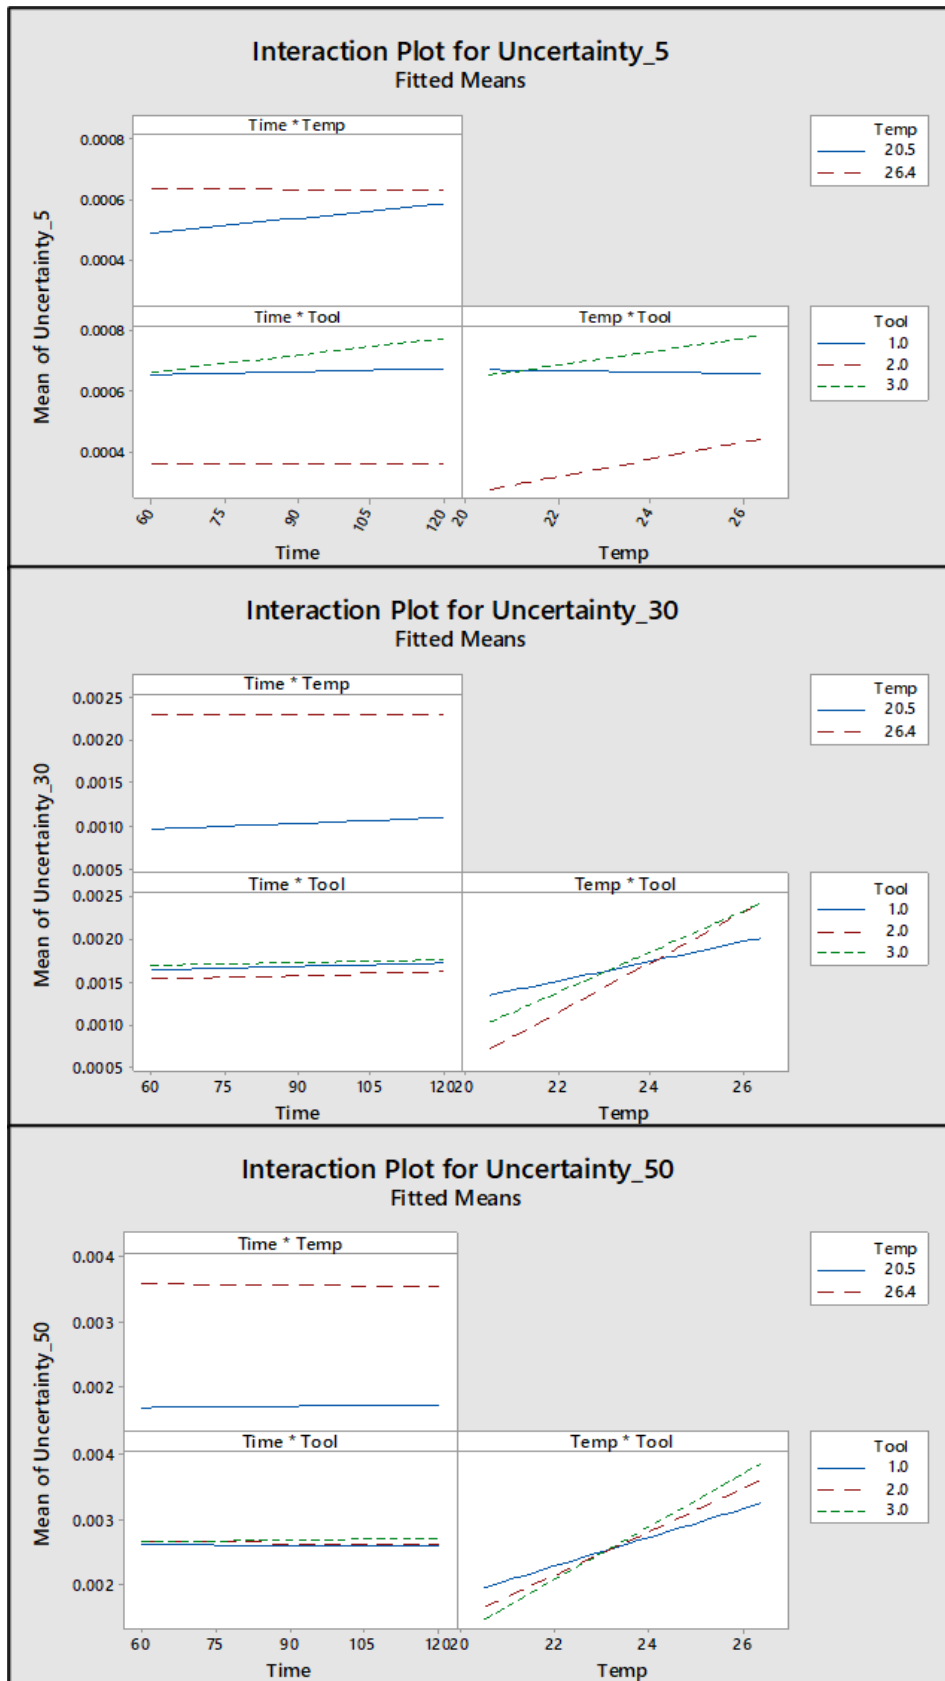 Interaction Plot for Uncertainty_5
Fitted Means
Time * Temp
Temp
20.5
26.4
0.0008
0.0006
0.0004
Mean of Uncertainty_5
Time * Tool
Temp * Tool
Tool
1.0
2.0
3.0
0.0008
0.0006
0.0004
60 75 90 105 120 20 22 24 26
Time Temp
Interaction Plot for Uncertainty_30
Fitted Means
Time * Temp
Temp
20.5
26.4
0.0025
0.0020
0.0015
0.0010
0.0005
Mean of Uncertainty_30
Time * Tool
Temp * Tool
Tool
1.0
2.0
3.0
0.0025
0.0020
0.0015
0.0010
0.0005
60 75 90 105 120 20 22 24 26
Time Temp
Interaction Plot for Uncertainty_50
Fitted Means
Time * Temp
Temp
20.5
26.4
0.004
0.003
0.002
Mean of Uncertainty_50
Time * Tool
Temp * Tool
Tool
1.0
2.0
3.0
0.004
0.003
0.002
60 75 90 105 120 20 22 24 26
Time Temp